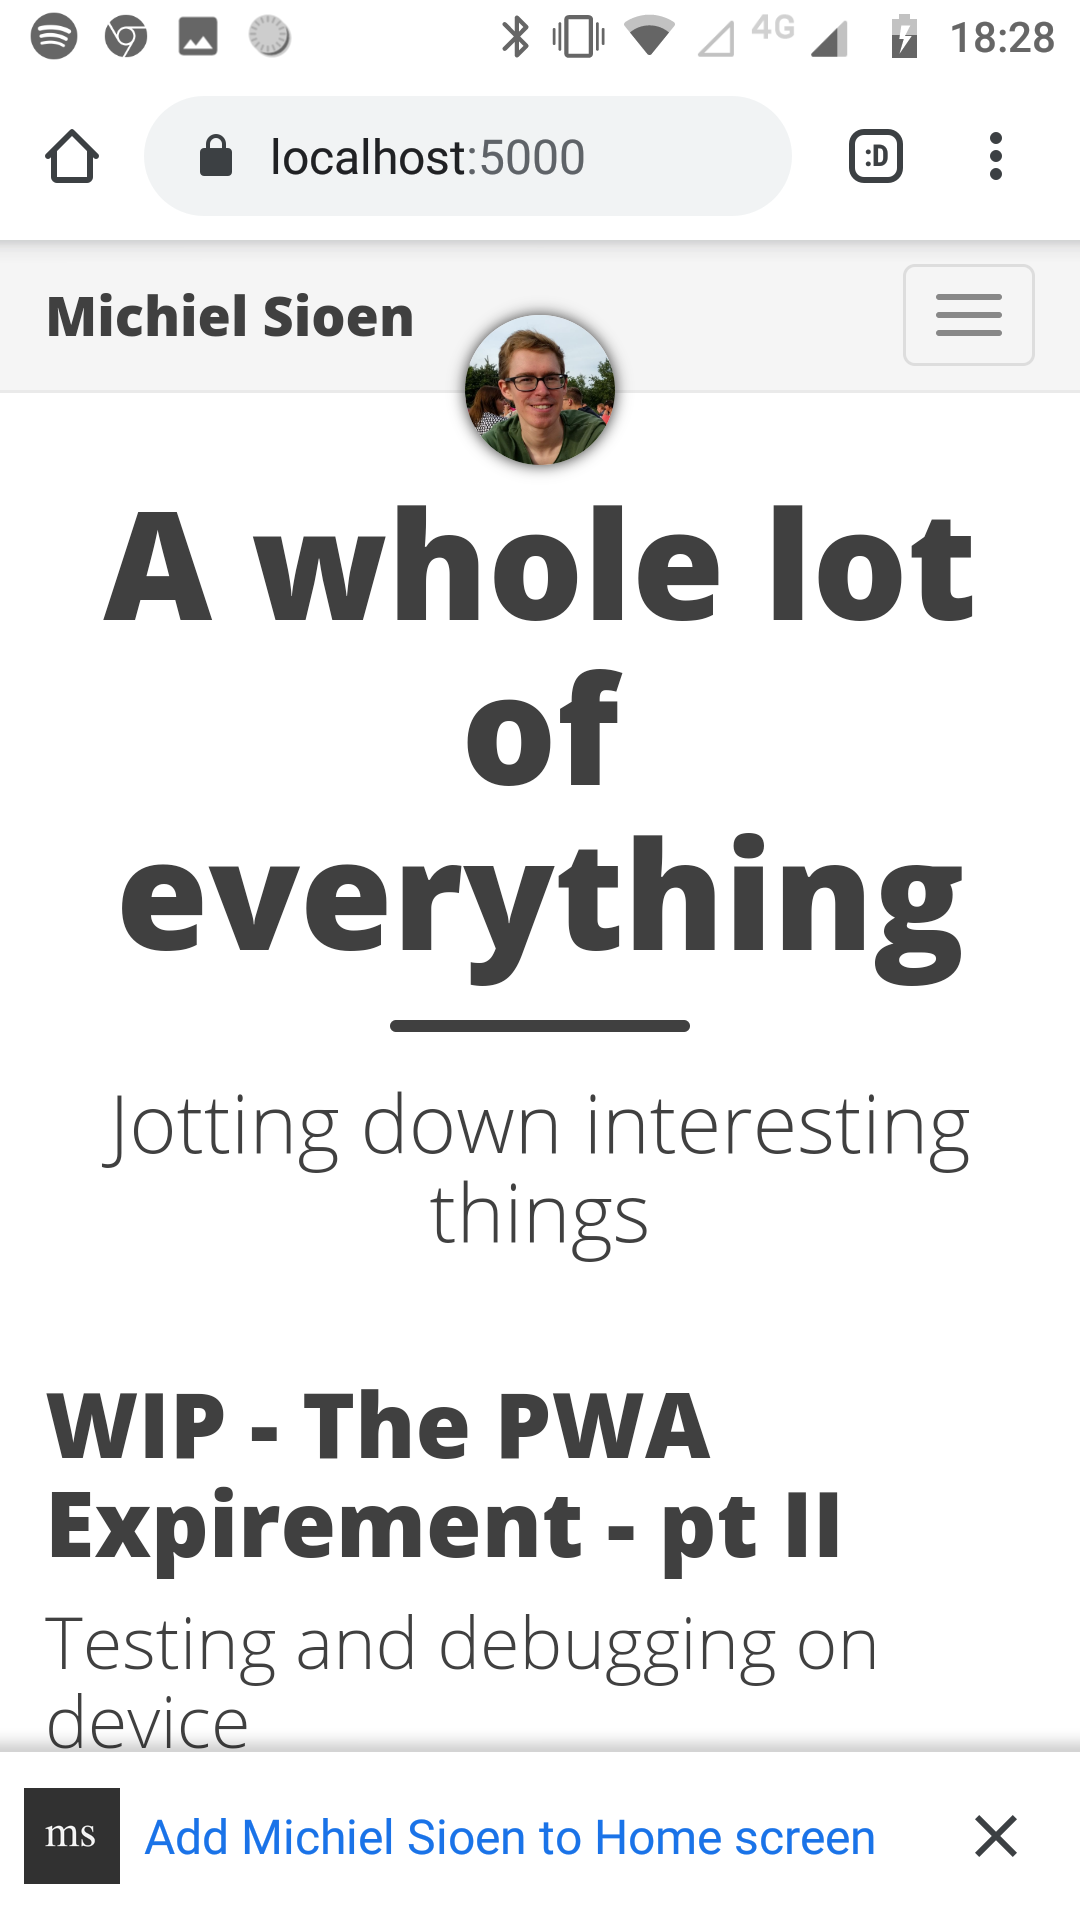 4G 18:28
localhost:5000 :D
Michiel Sioen
A whole lot
of
everything
Jotting down interesting
things
WIP - The PWA
Expirement - pt II
Testing and debugging on
device
ms Add Michiel Sioen to Home screen